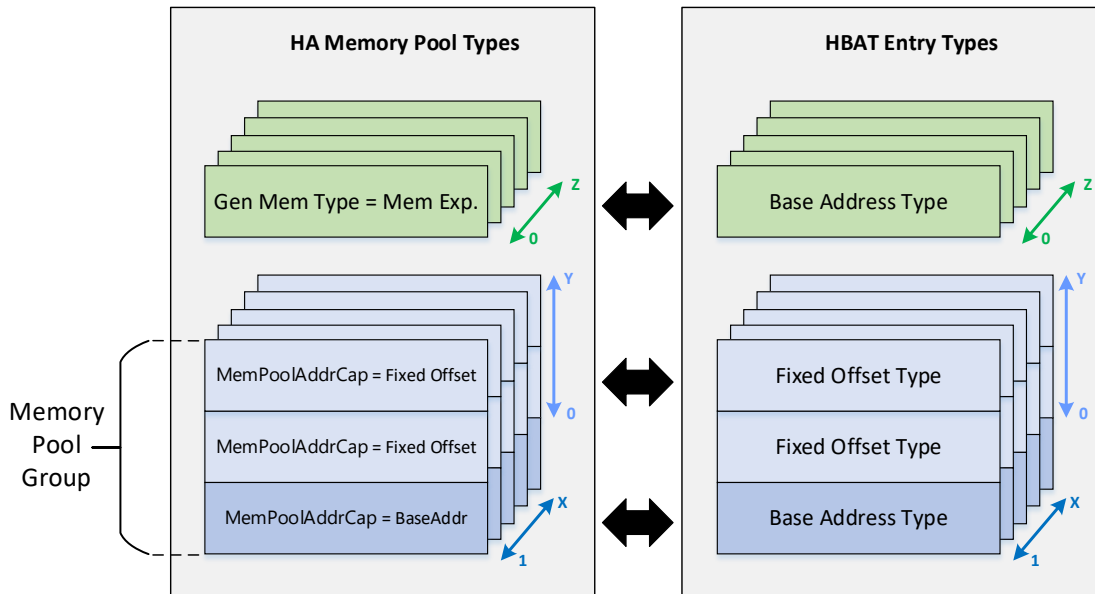 HA Memory Pool Types
Gen Mem Type = Mem Exp.
Z
0
Y
MemPoolAddrCap = Fixed Offset
MemPoolAddrCap = Fixed Offset
MemPoolAddrCap = BaseAddr
0
X
1
Memory
Pool
Group
HBAT Entry Types
Base Address Type
Z
0
Y
Fixed Offset Type
Fixed Offset Type
Base Address Type
0
X
1